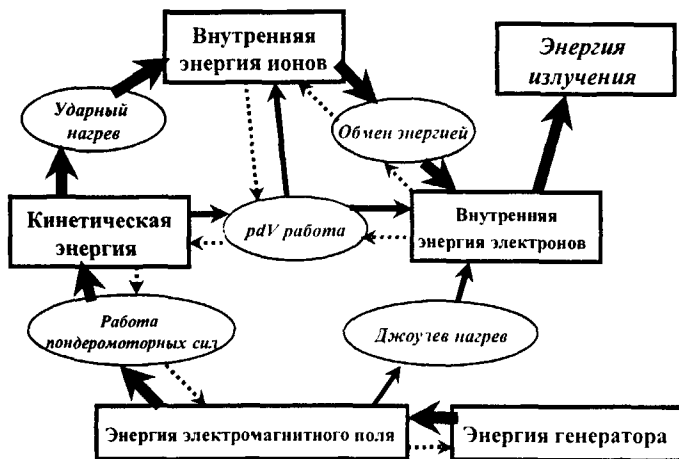 Внутренняя
энергия ионов
Энергия
излучения
Ударный
нагрев
Обмен энергией
Кинетическая
энергия
pdV работа
Внутренняя
энергия электронов
Работа
пондеромоторных сил
Джоулев нагрев
Энергия электромагнитного поля
Энергия генератора